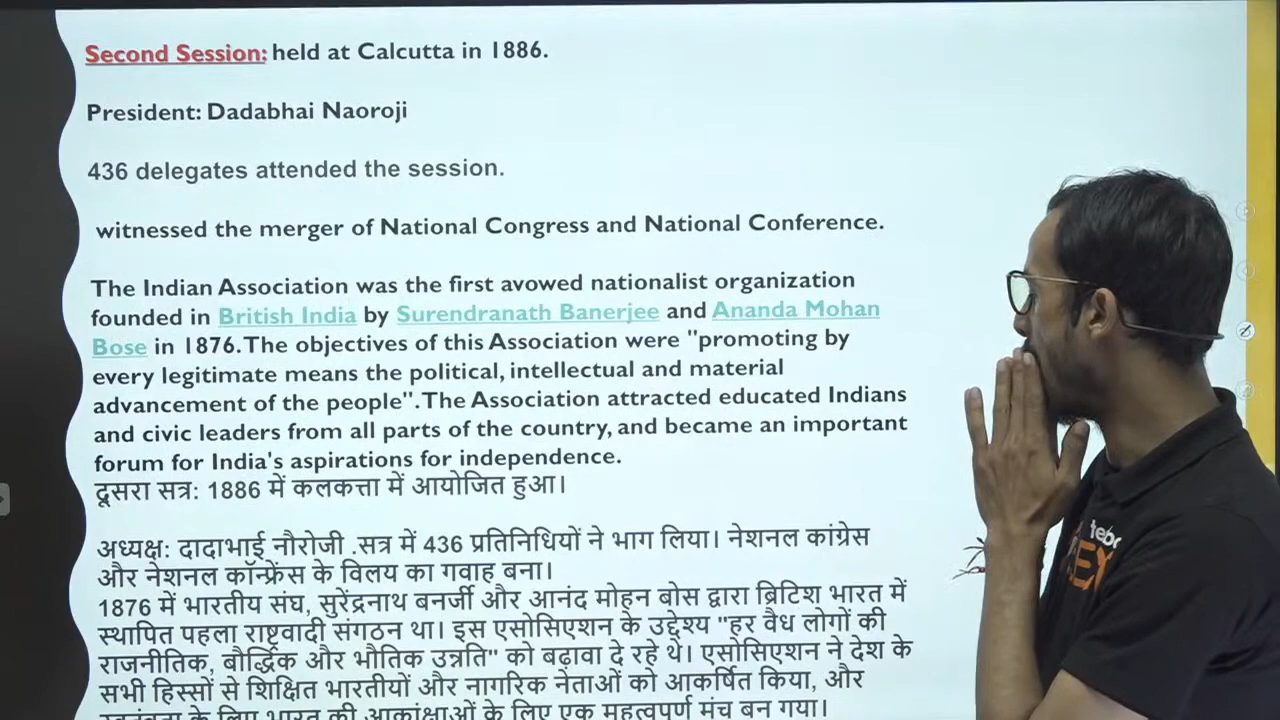 Second Session: held at Calcutta in 1886.
President: Dadabhai Naoroji
436 delegates attended the session.
witnessed the merger of National Congress and National Conference.
The Indian Association was the first avowed nationalist organization
founded in British India by Surendranath Banerjee and Ananda Mohan
Bose in 1876.The objectives of this Association were "promoting by
every legitimate means the political, intellectual and material
advancement of the people".The Association attracted educated Indians
and civic leaders from all parts of the country, and became an important
forum for India's aspirations for independence.
दूसरा सत्र: 1886 में कलकत्ता में आयोजित हुआ।
अध्यक्ष: दादाभाई नौरोजी .सत्र में 436 प्रतिनिधियों ने भाग लिया। नेशनल कांग्रेस
और नेशनल कॉन्फ्रेंस के विलय का गवाह बना।
1876 में भारतीय संघ, सुरेंद्रनाथ बनर्जी और आनंद मोहन बोस द्वारा ब्रिटिश भारत में
स्थापित पहला राष्ट्रवादी संगठन था। इस एसोसिएशन के उद्देश्य "हर वैध लोगों की
राजनीतिक, बौद्धिक और भौतिक उन्नति" को बढ़ावा दे रहे थे। एसोसिएशन ने देश के
सभी हिस्सों से शिक्षित भारतीयों और नागरिक नेताओं को आकर्षित किया, और
के लिए भारत की आकांक्षाओं के लिए एक महत्वपूर्ण मंच बन गया।